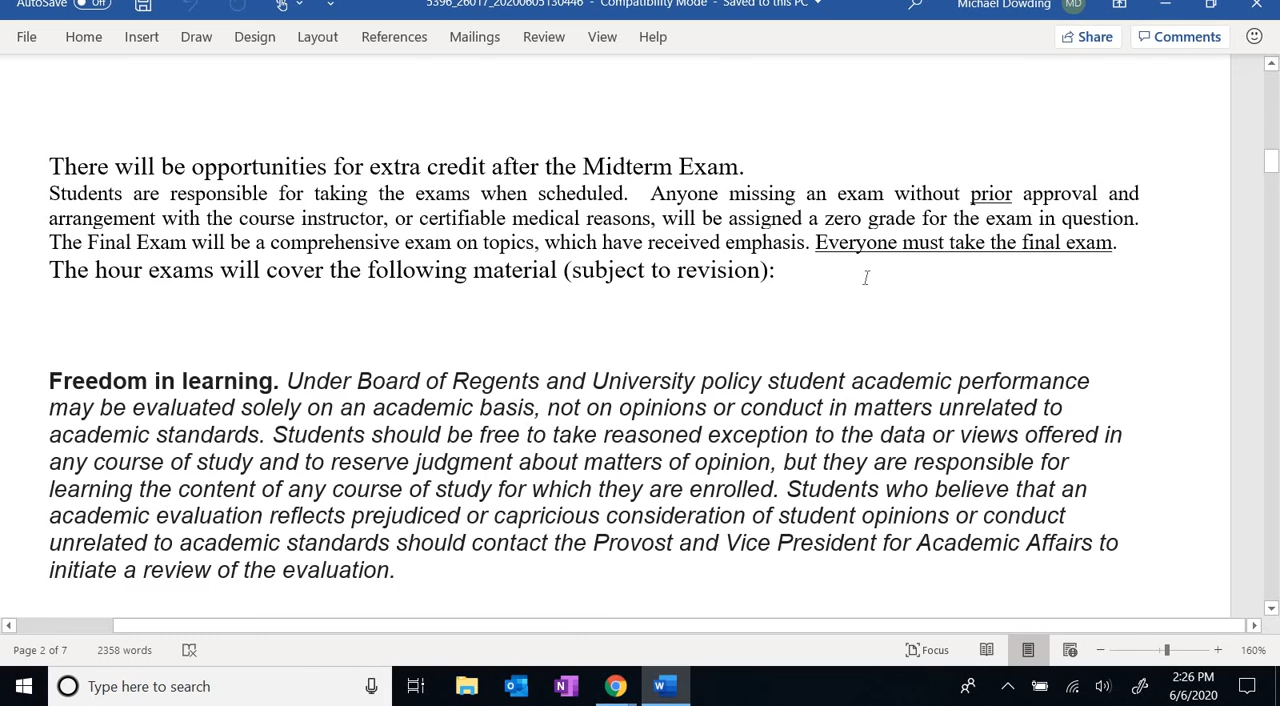 AutoSave Off 5396_26017_20200605130446 - Compatibility Mode - Saved to this PC Michael Dowding MD
File Home Insert Draw Design Layout References Mailings Review View Help Share Comments
There will be opportunities for extra credit after the Midterm Exam.
Students are responsible for taking the exams when scheduled. Anyone missing an exam without prior approval and
arrangement with the course instructor, or certifiable medical reasons, will be assigned a zero grade for the exam in question.
The Final Exam will be a comprehensive exam on topics, which have received emphasis. Everyone must take the final exam.
The hour exams will cover the following material (subject to revision):
Freedom in learning. Under Board of Regents and University policy student academic performance
may be evaluated solely on an academic basis, not on opinions or conduct in matters unrelated to
academic standards. Students should be free to take reasoned exception to the data or views offered in
any course of study and to reserve judgment about matters of opinion, but they are responsible for
learning the content of any course of study for which they are enrolled. Students who believe that an
academic evaluation reflects prejudiced or capricious consideration of student opinions or conduct
unrelated to academic standards should contact the Provost and Vice President for Academic Affairs to
initiate a review of the evaluation.
Page 2 of 7 2358 words Focus 160%
Type here to search 2:26 PM
6/6/2020